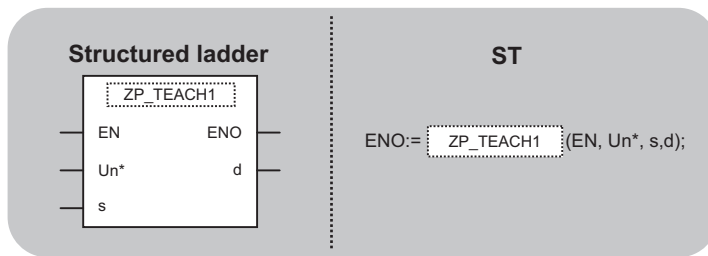 Structured ladder
ZP_TEACH1
EN ENO
Un* d
s
ST
ENO:= ZP_TEACH1 (EN, Un*, s,d);